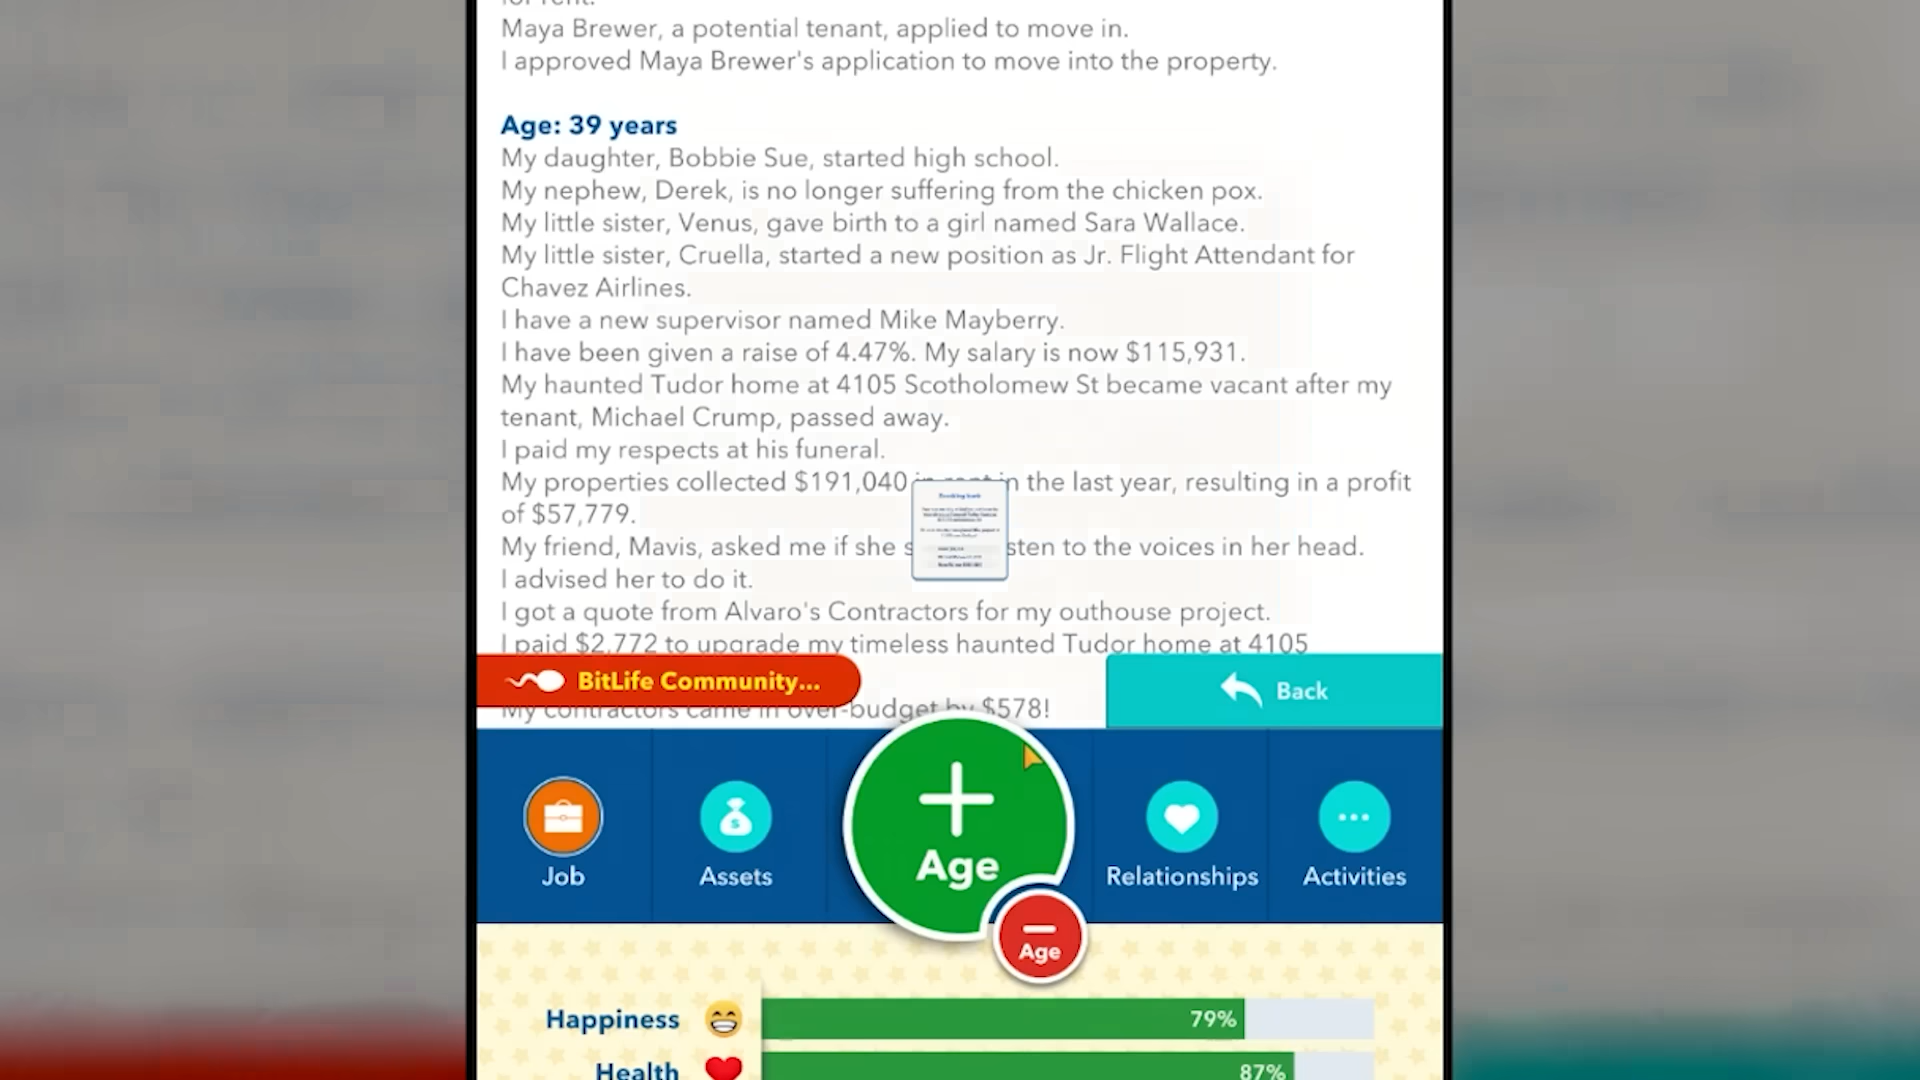 Maya Brewer, a potential tenant, applied to move in.
I approved Maya Brewer's application to move into the property.
Age: 39 years
My daughter, Bobbie Sue, started high school.
My nephew, Derek, is no longer suffering from the chicken pox.
My little sister, Venus, gave birth to a girl named Sara Wallace.
My little sister, Cruella, started a new position as Jr. Flight Attendant for
Chavez Airlines.
I have a new supervisor named Mike Mayberry.
I have been given a raise of 4.47%. My salary is now $115,931.
My haunted Tudor home at 4105 Scotholomew St became vacant after my
tenant, Michael Crump, passed away.
I paid my respects at his funeral.
My properties collected $191,040 in rent in the last year, resulting in a profit
of $57,779.
My friend, Mavis, asked me if she to the voices in her head.
I advised her to do it.
I got a quote from Alvaro's Contractors for my outhouse project.
I paid $2,772 to upgrade my timeless haunted Tudor home at 4105
BitLife Community...
Back
My contractors came in over-budget by $578!
Job
Assets
Age
Relationships
Activities
Age
Happiness
79%
Health
87%